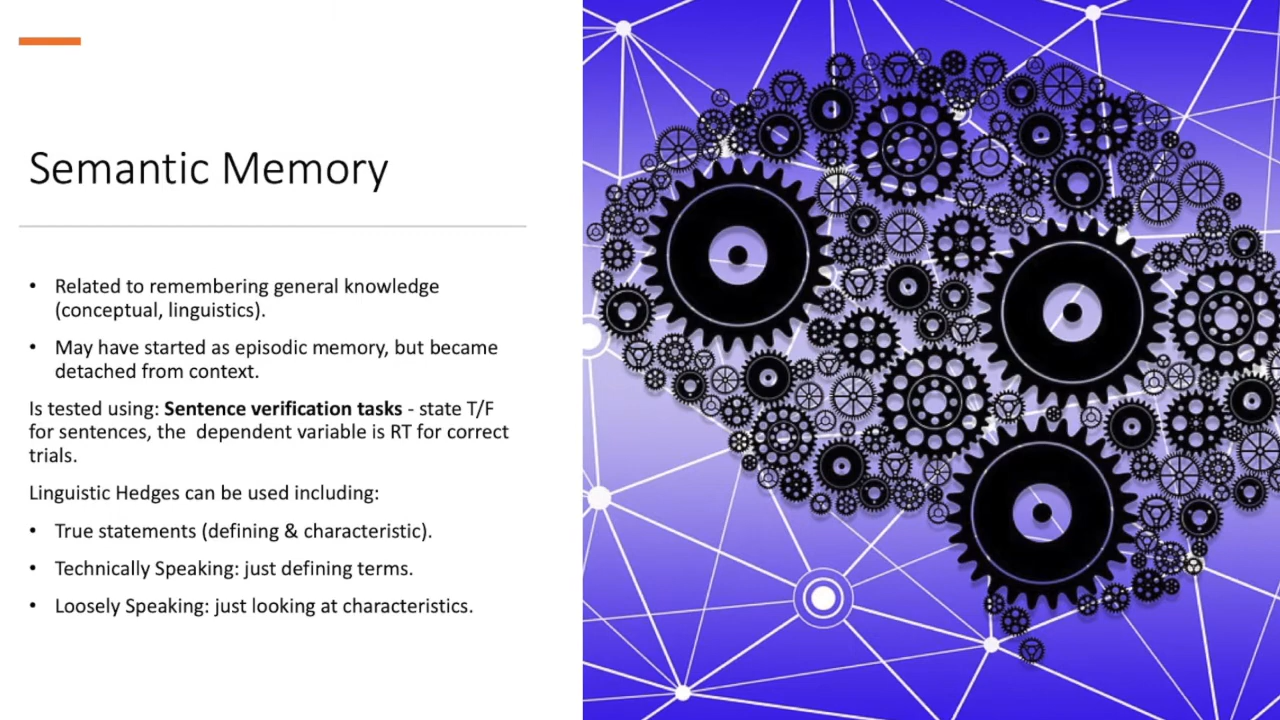 Semantic Memory
• Related to remembering general knowledge
(conceptual, linguistics).
• May have started as episodic memory, but became
detached from context.
Is tested using: Sentence verification tasks - state T/F
for sentences, the  dependent variable is RT for correct
trials.
Linguistic Hedges can be used including:
• True statements (defining & characteristic).
• Technically Speaking: just defining terms.
• Loosely Speaking: just looking at characteristics.